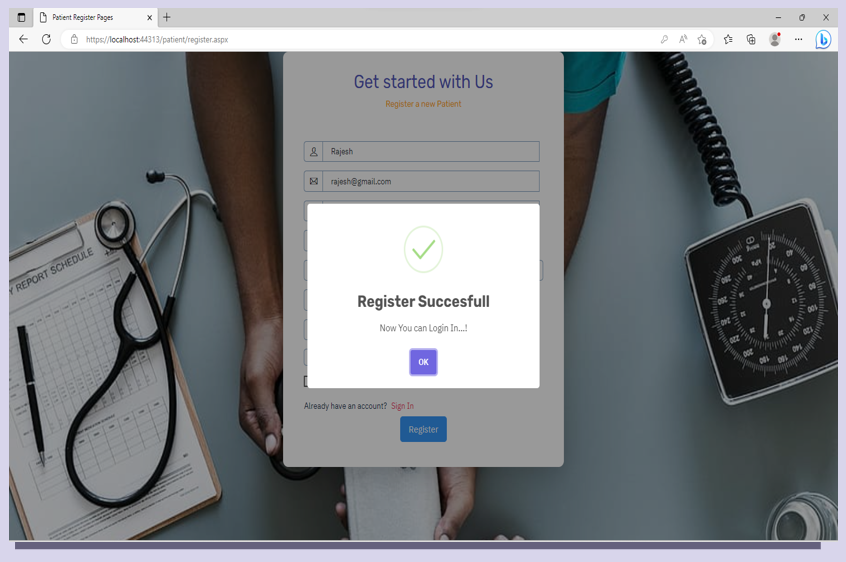 Patient Register Pages
https://localhost:44313/patient/register.aspx
Get started with Us
Register a new Patient
Rajesh
rajesh@gmail.com
Y REPORT SCHEDULE
Register Succesfull
Now You can Login In...!
OK
Already have an account? Sign In
Register